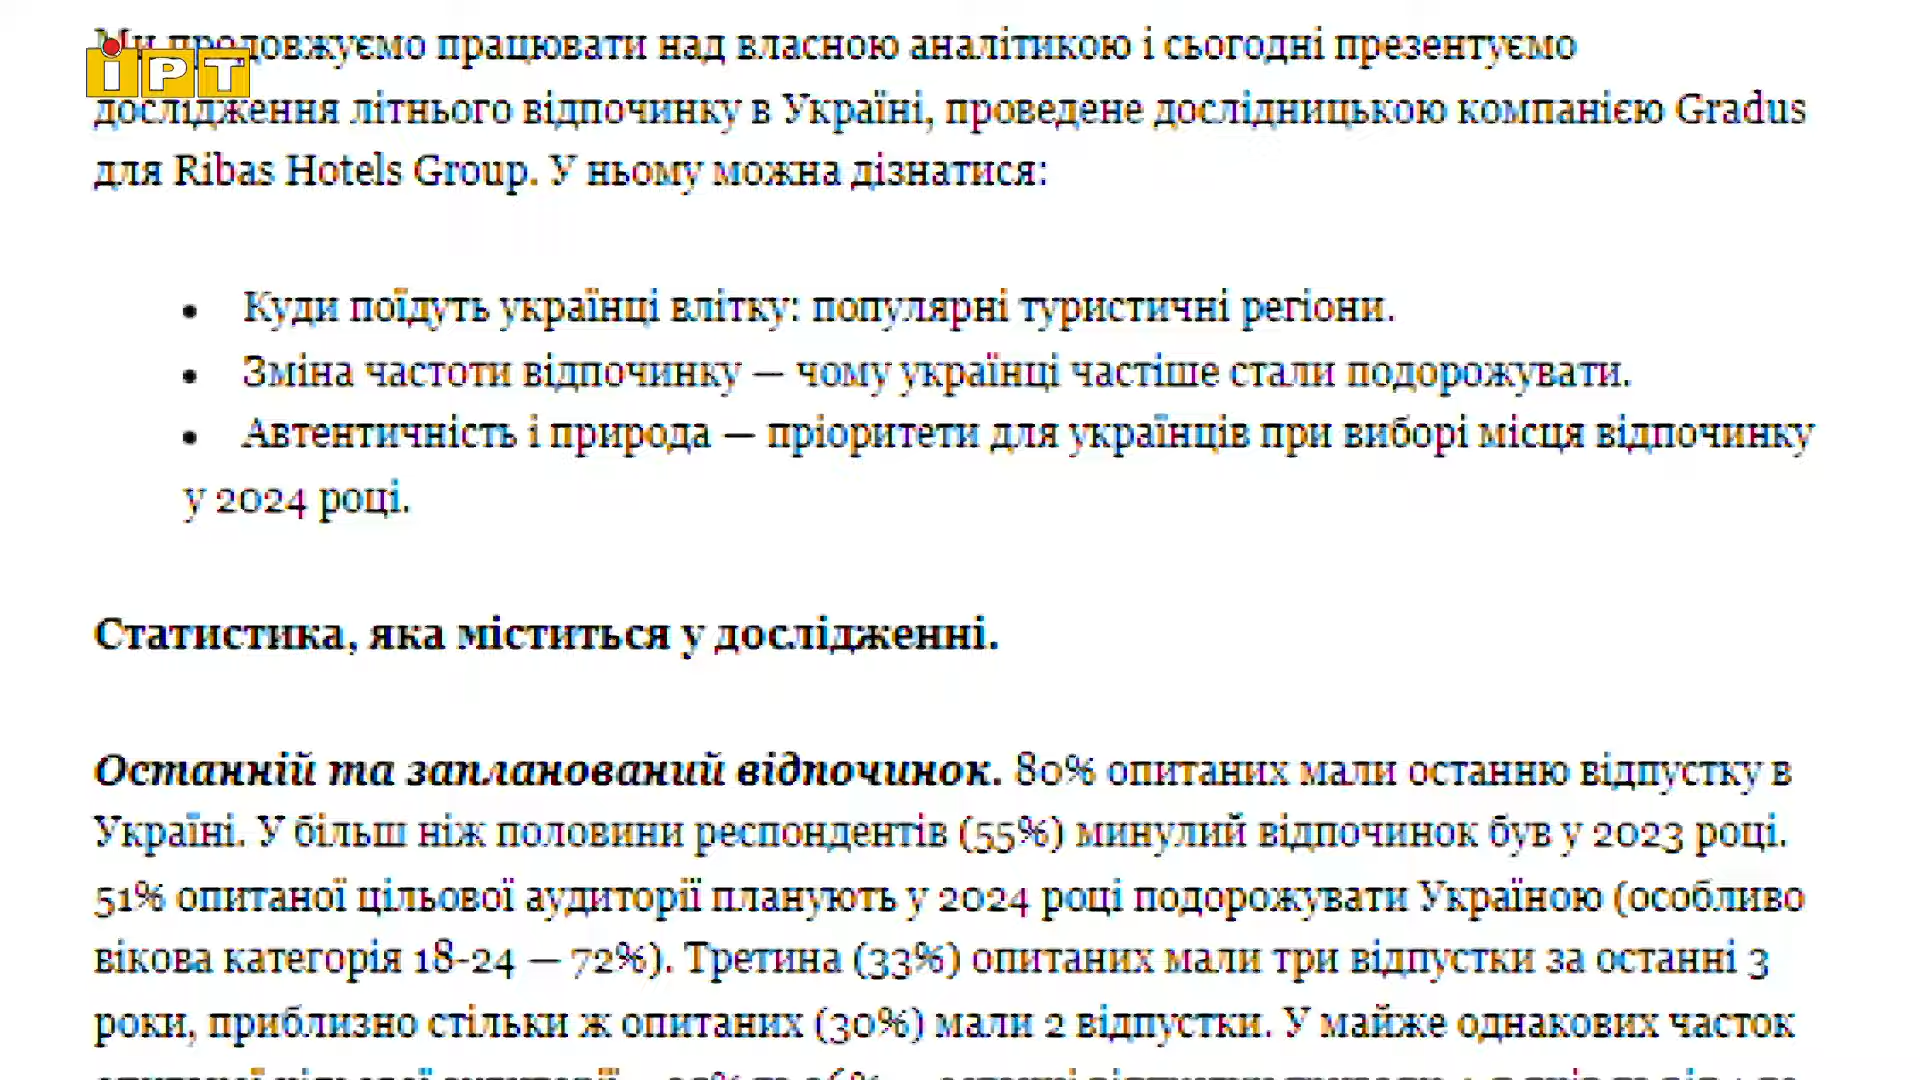 Ми продовжуємо працювати над власною аналітикою і сьогодні презентуємо
іРТ
дослідження літнього відпочинку в Україні, проведене дослідницькою компанією Gradus
для Ribas Hotels Group. У ньому можна дізнатися:
• Куди поїдуть українці влітку: популярні туристичні регіони.
• Зміна частоти відпочинку — чому українці частіше стали подорожувати.
• Автентичність і природа — пріоритети для українців при виборі місця відпочинку
у 2024 році.
Статистика, яка міститься у дослідженні.
Останній та запланований відпочинок. 80% опитаних мали останню відпустку в
Україні. У більш ніж половини респондентів (55%) минулий відпочинок був у 2023 році.
51% опитаної цільової аудиторії планують у 2024 році подорожувати Україною (особливо
вікова категорія 18-24 — 72%). Третина (33%) опитаних мали три відпустки за останні 3
роки, приблизно стільки ж опитаних (30%) мали 2 відпустки. У майже однакових часток